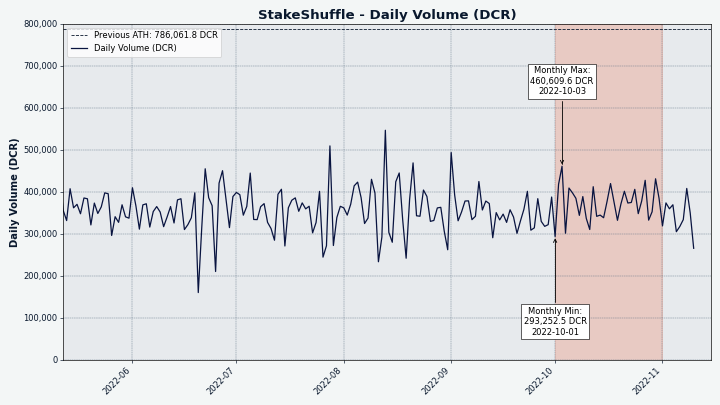 StakeShuffle - Daily Volume (DCR)
Previous ATH: 786,061.8 DCR
Daily Volume (DCR)
Daily Volume (DCR)
800,000
700,000
600,000
500,000
400,000
300,000
200,000
100,000
0
Monthly Max:
460,609.6 DCR
2022-10-03
Monthly Min:
293,252.5 DCR
2022-10-01
2022-06
2022-07
2022-08
2022-09
2022-10
2022-11